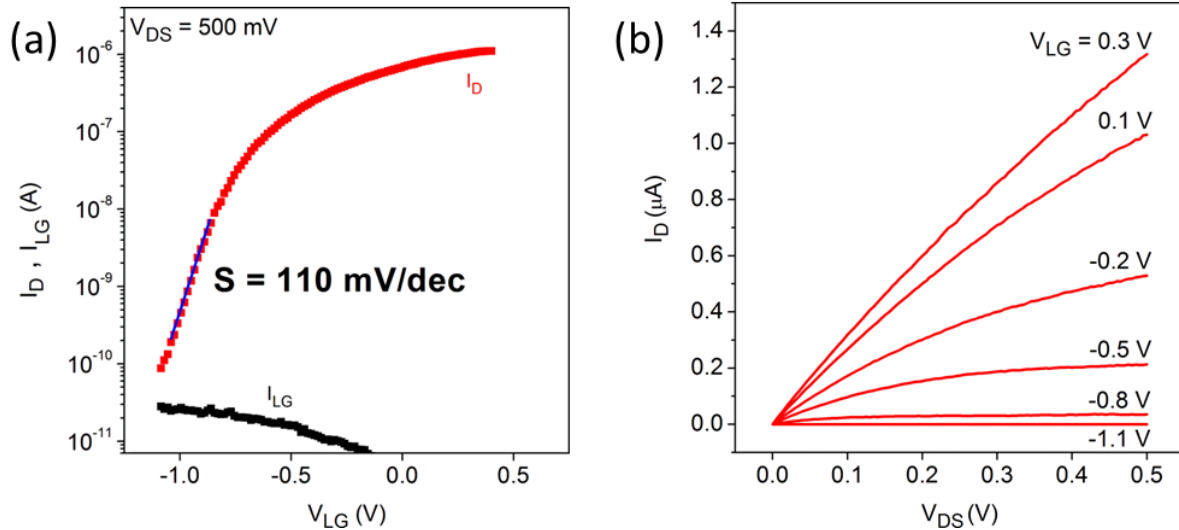 (a)
V_DS = 500 mV
I_D
S = 110 mV/dec
I_LG
I_D , I_LG (A)
10^-6
10^-7
10^-8
10^-9
10^-10
10^-11
-1.0 -0.5 0.0 0.5
V_LG (V)
(b)
V_LG = 0.3 V
0.1 V
-0.2 V
-0.5 V
-0.8 V
-1.1 V
I_D (μA)
1.4
1.2
1.0
0.8
0.6
0.4
0.2
0.0
0.0 0.1 0.2 0.3 0.4 0.5
V_DS (V)